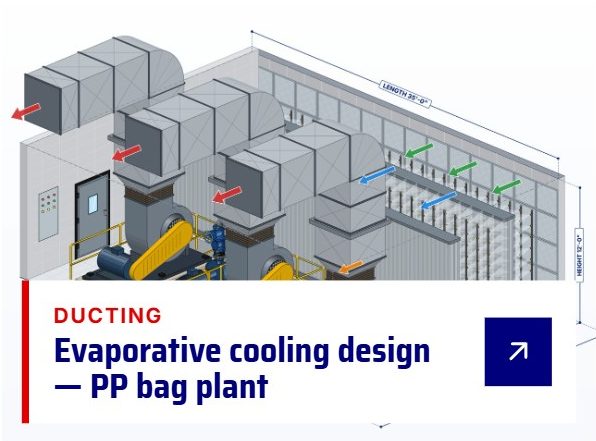 LENGTH 35'-0"
HEIGHT 12'-0"
DUCTING
Evaporative cooling design
— PP bag plant